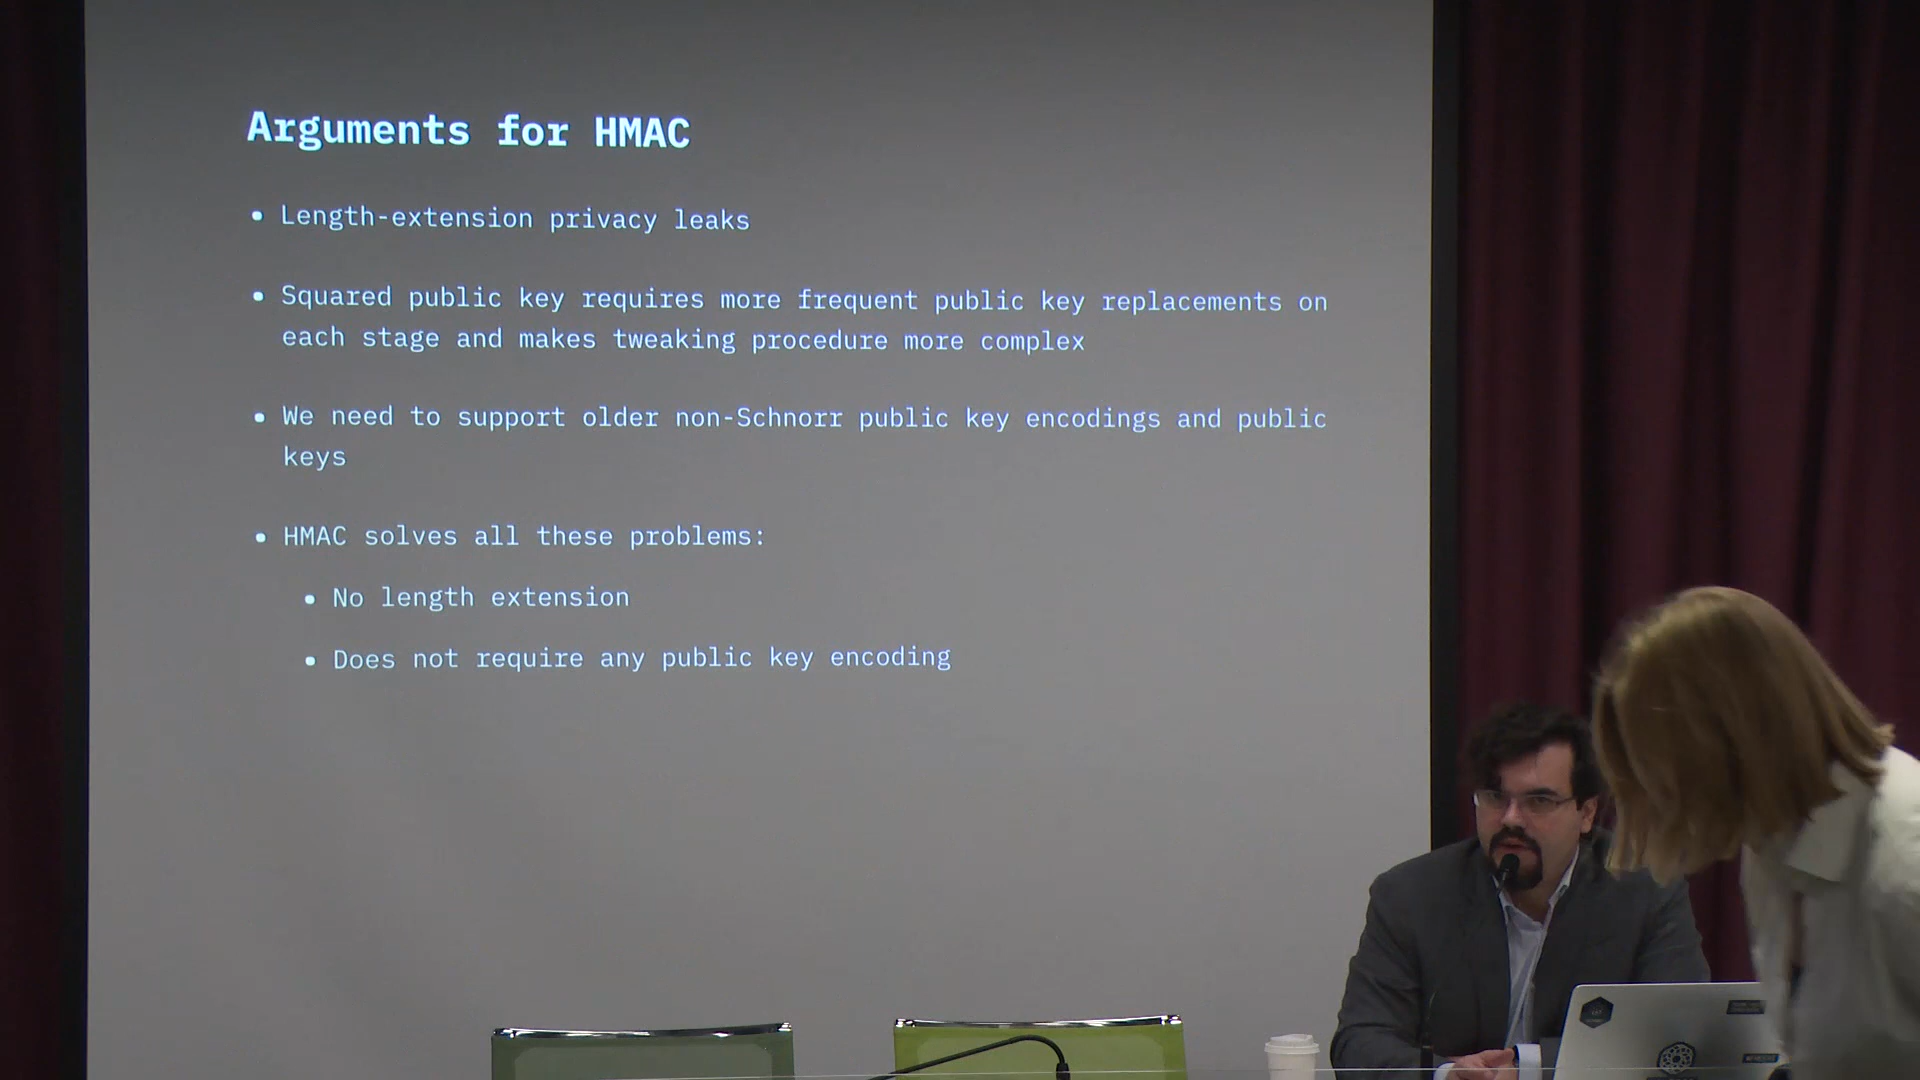 Arguments for HMAC
• Length-extension privacy leaks
• Squared public key requires more frequent public key replacements on
each stage and makes tweaking procedure more complex
• We need to support older non-Schnorr public key encodings and public
keys
• HMAC solves all these problems:
• No length extension
• Does not require any public key encoding